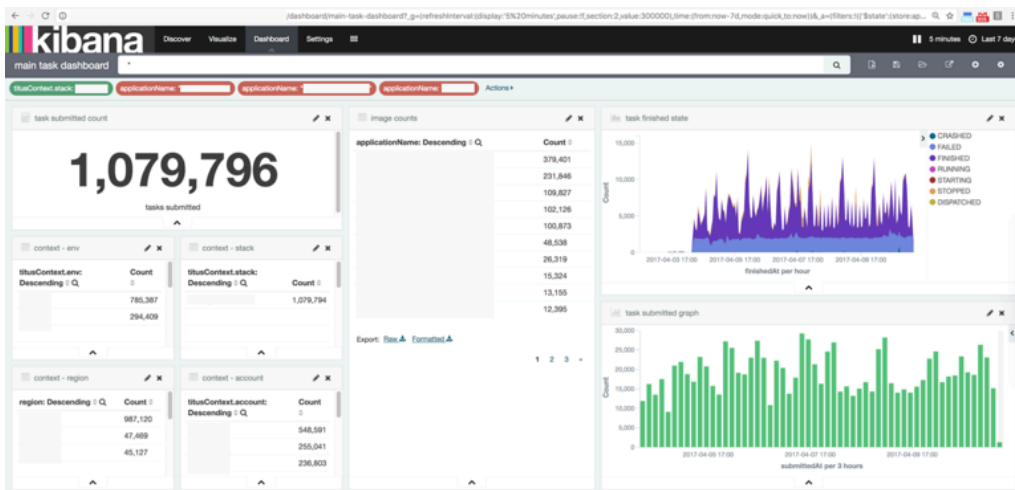 /dashboard/main-task-dashboard?_g=(refreshInterval:(display:'5%20minutes',pause:!f,section:2,value:300000),time:(from:now-7d,mode:quick,to:now))&_a=(filters:!(('$state':(store:ap...
kibana
Discover Visualize Dashboard Settings
5 minutes Last 7 day
main task dashboard
*
titusContext.stack:
applicationName: "
applicationName: "
applicationName:
Actions
task submitted count
1,079,796
tasks submitted
context - env
titusContext.env: Count
Descending
785,387
294,409
context - stack
titusContext.stack:
Descending Count
1,079,794
context - region
region: Descending Count
987,120
47,469
45,127
context - account
titusContext.account: Count
Descending
548,591
255,041
236,803
image counts
applicationName: Descending Count
379,401
231,846
109,827
102,126
100,873
48,538
26,319
15,324
13,155
12,395
Export: Raw Formatted
1 2 3 »
task finished state
15,000
10,000
5,000
0
Count
2017-04-03 17:00 2017-04-05 17:00 2017-04-07 17:00 2017-04-09 17:00
finishedAt per hour
CRASHED
FAILED
FINISHED
RUNNING
STARTING
STOPPED
DISPATCHED
task submitted graph
30,000
25,000
20,000
15,000
10,000
5,000
0
Count
2017-04-05 17:00 2017-04-07 17:00 2017-04-09 17:00
submittedAt per 3 hours